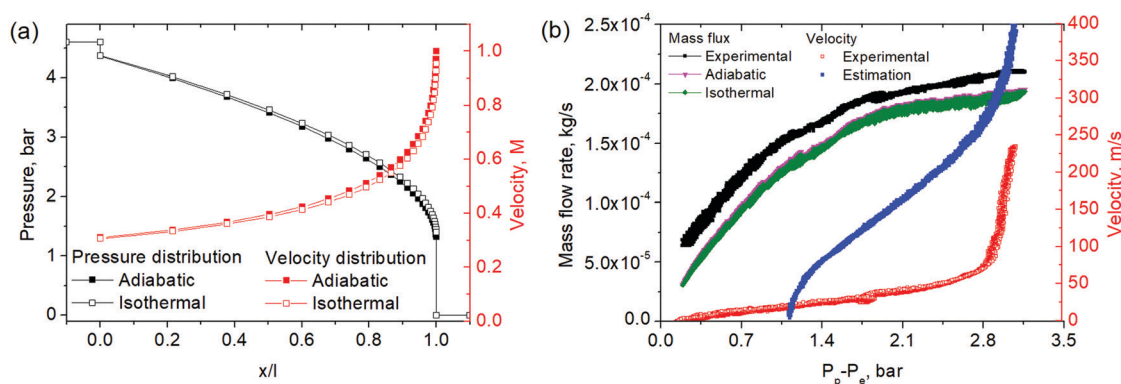 (a)
4
3
2
1
0
Pressure, bar
1.0
0.8
0.6
0.4
0.2
0.0
Velocity, M
Pressure distribution
Adiabatic
Isothermal
Velocity distribution
Adiabatic
Isothermal
0.0 0.2 0.4 0.6 0.8 1.0
x/l
(b)
2.5x10⁻⁴
2.0x10⁻⁴
1.5x10⁻⁴
1.0x10⁻⁴
5.0x10⁻⁵
0.0
Mass flow rate, kg/s
400
350
300
250
200
150
100
50
0
Velocity, m/s
Mass flux
Experimental
Adiabatic
Isothermal
Velocity
Experimental
Estimation
0.0 0.7 1.4 2.1 2.8 3.5
Pₚ-Pₑ, bar